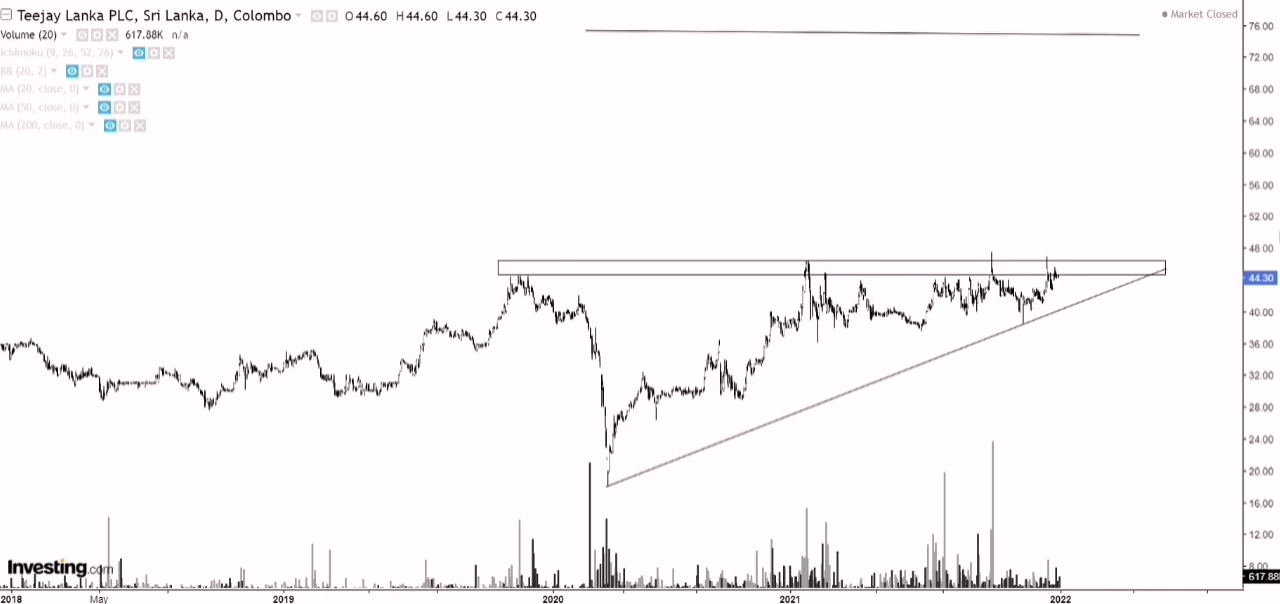 Teejay Lanka PLC, Sri Lanka, D, Colombo O 44.60 H 44.60 L 44.30 C 44.30
Market Closed
Volume (20) 617.88K n/a
Ichimoku (9, 26, 52, 26)
BB (20, 2)
MA (20, close, 0)
MA (50, close, 0)
MA (200, close, 0)
76.00
72.00
68.00
64.00
60.00
56.00
52.00
48.00
44.30
40.00
36.00
32.00
28.00
24.00
20.00
16.00
12.00
8.00
617.88
Investing.com
2018 May 2019 2020 2021 2022